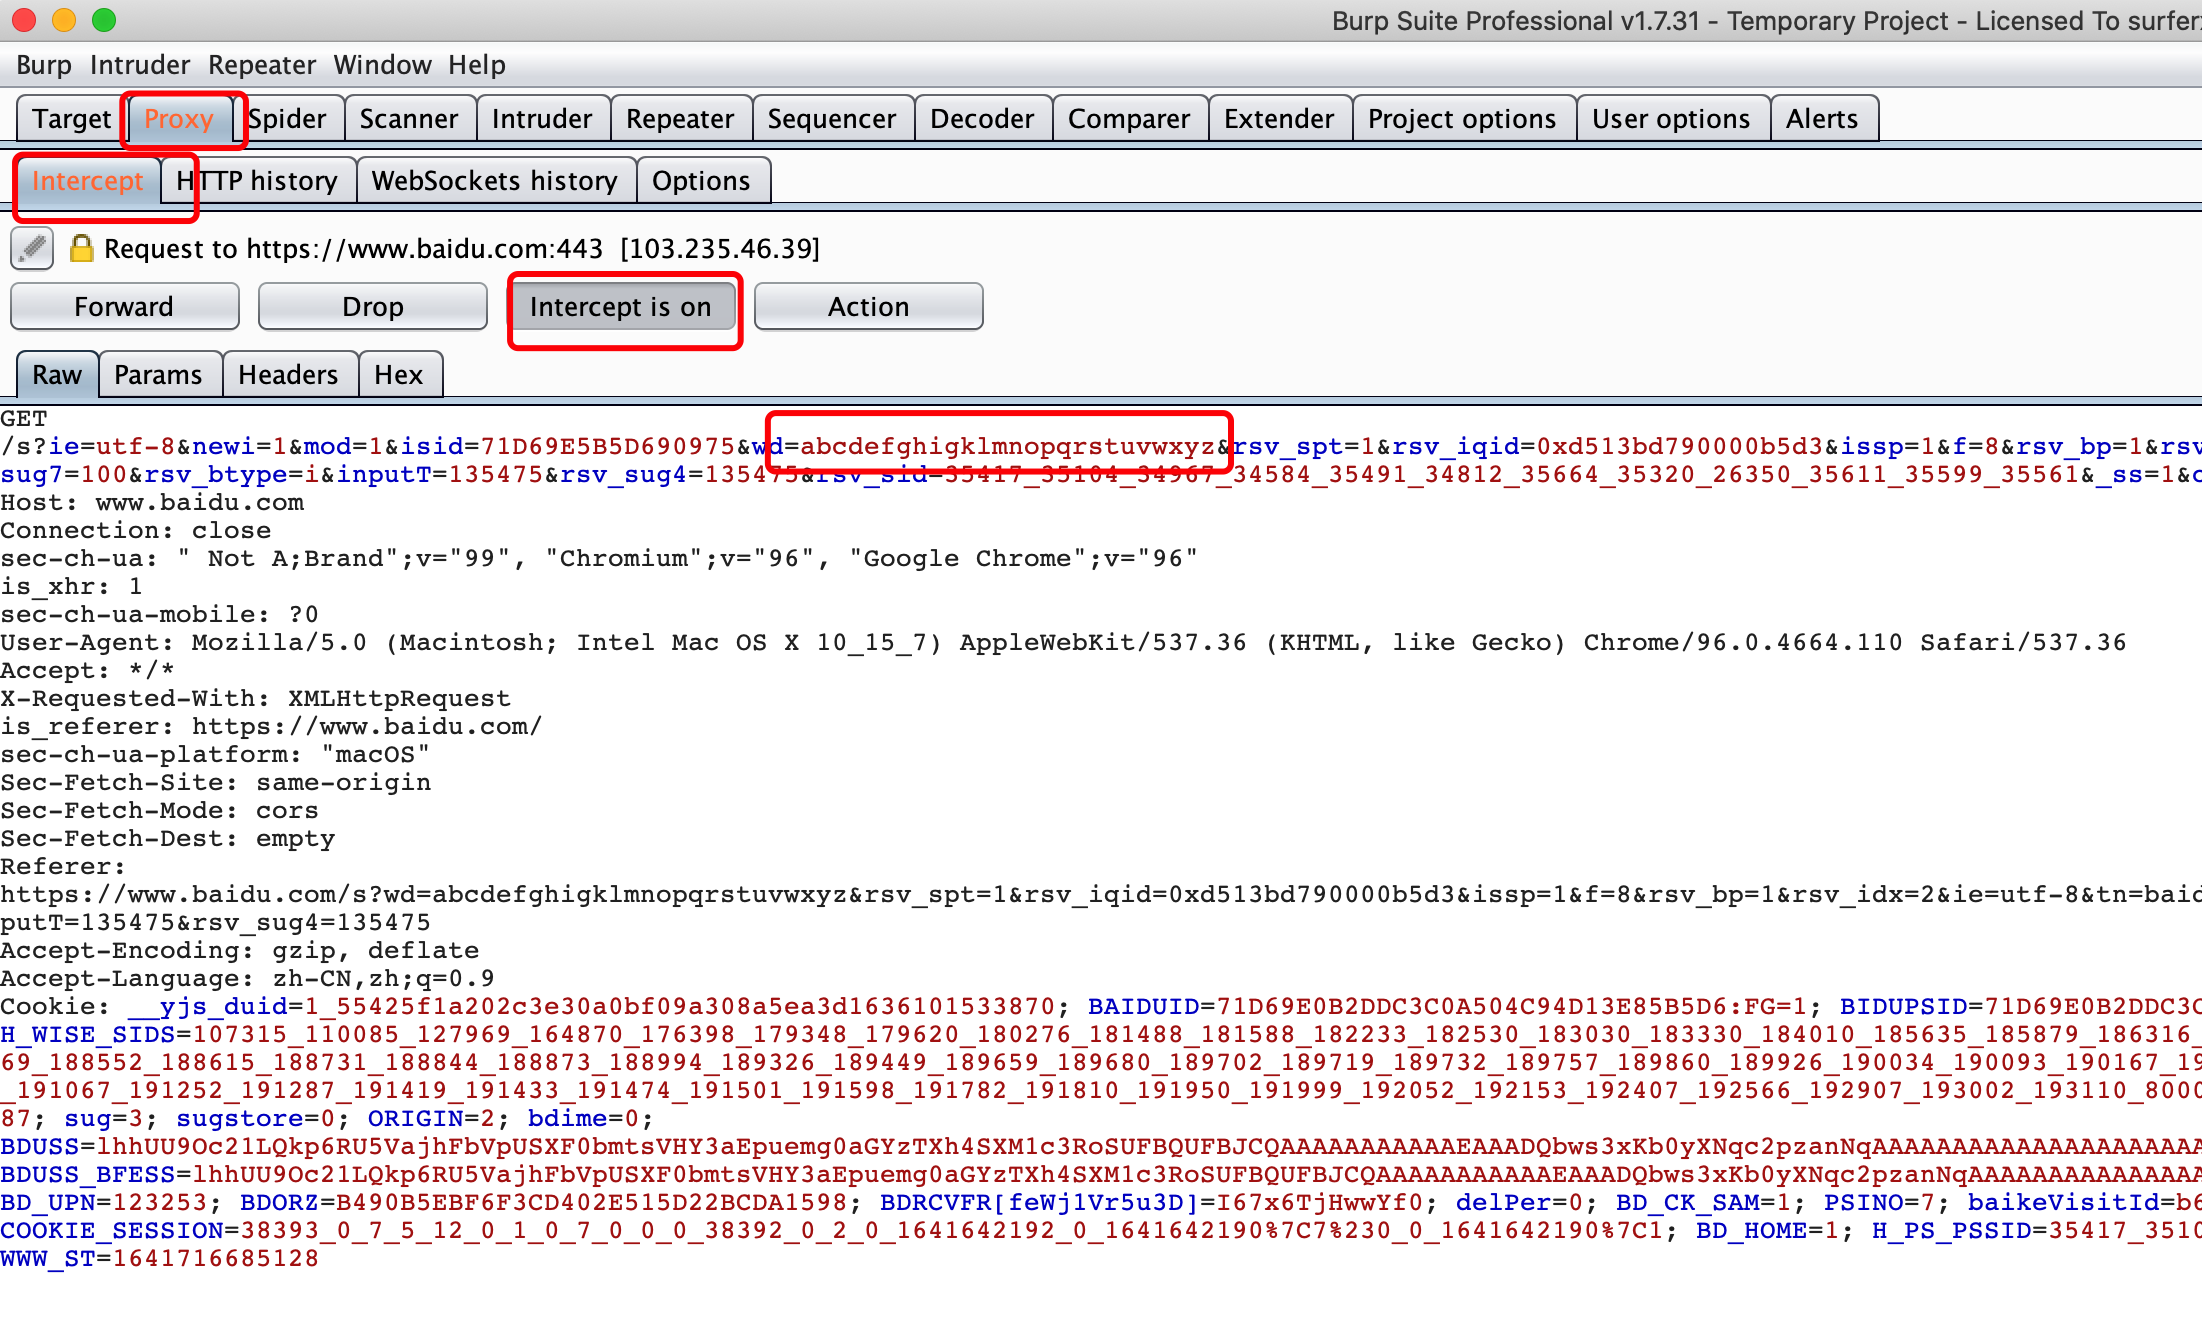 Burp Suite Professional v1.7.31 - Temporary Project - Licensed To surfer
Burp Intruder Repeater Window Help
Target Proxy Spider Scanner Intruder Repeater Sequencer Decoder Comparer Extender Project options User options Alerts
Intercept HTTP history WebSockets history Options
Request to https://www.baidu.com:443 [103.235.46.39]
Forward Drop Intercept is on Action
Raw Params Headers Hex
GET
/s?ie=utf-8&newi=1&mod=1&isid=71D69E5B5D690975&wd=abcdefghigklmnopqrstuvwxyz&rsv_spt=1&rsv_iqid=0xd513bd790000b5d3&issp=1&f=8&rsv_bp=1&rsv
sug7=100&rsv_btype=i&inputT=135475&rsv_sug4=135475&rsv_sid=35417_35104_34967_34584_35491_34812_35664_35320_26350_35611_35599_35561&_ss=1&c
Host: www.baidu.com
Connection: close
sec-ch-ua: " Not A;Brand";v="99", "Chromium";v="96", "Google Chrome";v="96"
is_xhr: 1
sec-ch-ua-mobile: ?0
User-Agent: Mozilla/5.0 (Macintosh; Intel Mac OS X 10_15_7) AppleWebKit/537.36 (KHTML, like Gecko) Chrome/96.0.4664.110 Safari/537.36
Accept: */*
X-Requested-With: XMLHttpRequest
is_referer: https://www.baidu.com/
sec-ch-ua-platform: "macOS"
Sec-Fetch-Site: same-origin
Sec-Fetch-Mode: cors
Sec-Fetch-Dest: empty
Referer:
https://www.baidu.com/s?wd=abcdefghigklmnopqrstuvwxyz&rsv_spt=1&rsv_iqid=0xd513bd790000b5d3&issp=1&f=8&rsv_bp=1&rsv_idx=2&ie=utf-8&tn=baid
putT=135475&rsv_sug4=135475
Accept-Encoding: gzip, deflate
Accept-Language: zh-CN,zh;q=0.9
Cookie: __yjs_duid=1_55425f1a202c3e30a0bf09a308a5ea3d1636101533870; BAIDUID=71D69E0B2DDC3C0A504C94D13E85B5D6:FG=1; BIDUPSID=71D69E0B2DDC3C
H_WISE_SIDS=107315_110085_127969_164870_176398_179348_179620_180276_181488_181588_182233_182530_183030_183330_184010_185635_185879_186316_
69_188552_188615_188731_188844_188873_188994_189326_189449_189659_189680_189702_189719_189732_189757_189860_189926_190034_190093_190167_19
_191067_191252_191287_191419_191433_191474_191501_191598_191782_191810_191950_191999_192052_192153_192407_192566_192907_193002_193110_8000
87; sug=3; sugstore=0; ORIGIN=2; bdime=0;
BDUSS=lhhUU9Oc21LQkp6RU5VajhFbVpUSXF0bmtsVHY3aEpuemg0aGYzTXh4SXM1c3RoSUFBQUFBJCQAAAAAAAAAAAEAAADQbws3xKb0yXNqc2pzanNqAAAAAAAAAAAAAAAAAAAAA
BDUSS_BFESS=lhhUU9Oc21LQkp6RU5VajhFbVpUSXF0bmtsVHY3aEpuemg0aGYzTXh4SXM1c3RoSUFBQUFBJCQAAAAAAAAAAAEAAADQbws3xKb0yXNqc2pzanNqAAAAAAAAAAAAAAA
BD_UPN=123253; BDORZ=B490B5EBF6F3CD402E515D22BCDA1598; BDRCVFR[feWj1Vr5u3D]=I67x6TjHwwYf0; delPer=0; BD_CK_SAM=1; PSINO=7; baikeVisitId=b6
COOKIE_SESSION=38393_0_7_5_12_0_1_0_7_0_0_0_38392_0_2_0_1641642192_0_1641642190%7C7%230_0_1641642190%7C1; BD_HOME=1; H_PS_PSSID=35417_3510
WWW_ST=1641716685128